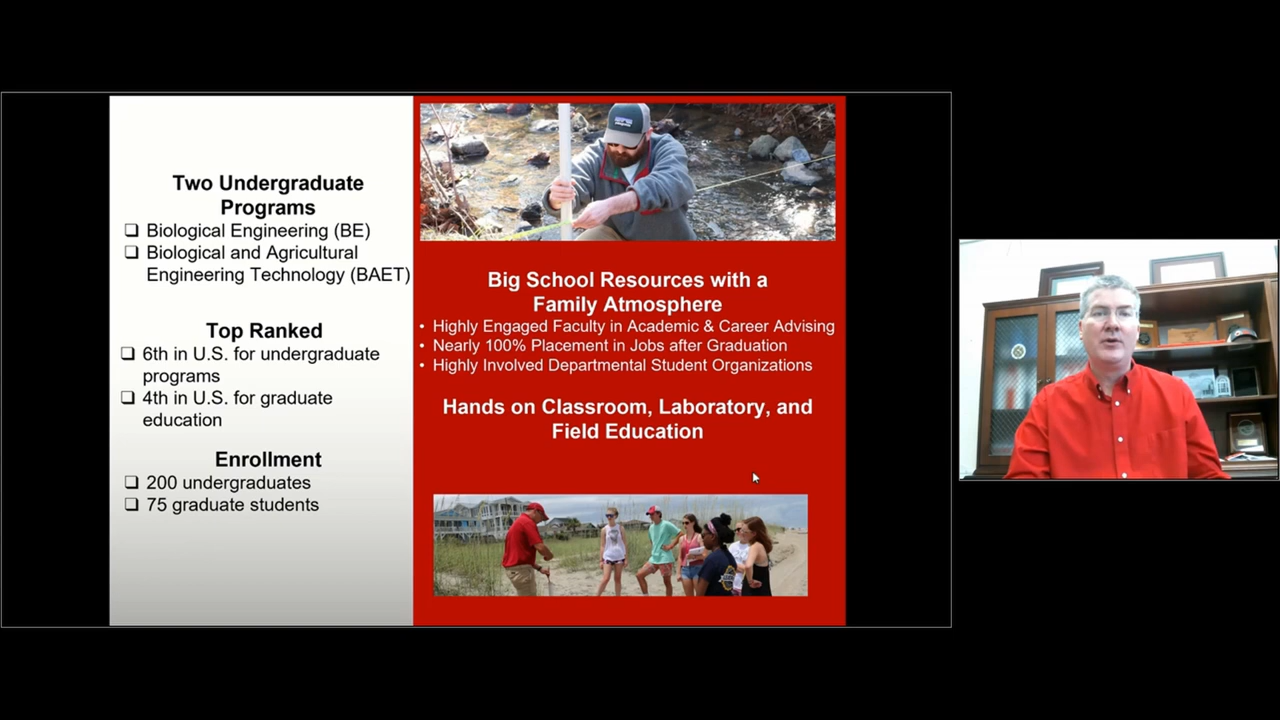 Two Undergraduate
Programs
❑ Biological Engineering (BE)
❑ Biological and Agricultural
Engineering Technology (BAET)
Top Ranked
❑ 6th in U.S. for undergraduate
programs
❑ 4th in U.S. for graduate
education
Enrollment
❑ 200 undergraduates
❑ 75 graduate students
Big School Resources with a
Family Atmosphere
• Highly Engaged Faculty in Academic & Career Advising
• Nearly 100% Placement in Jobs after Graduation
• Highly Involved Departmental Student Organizations
Hands on Classroom, Laboratory, and
Field Education